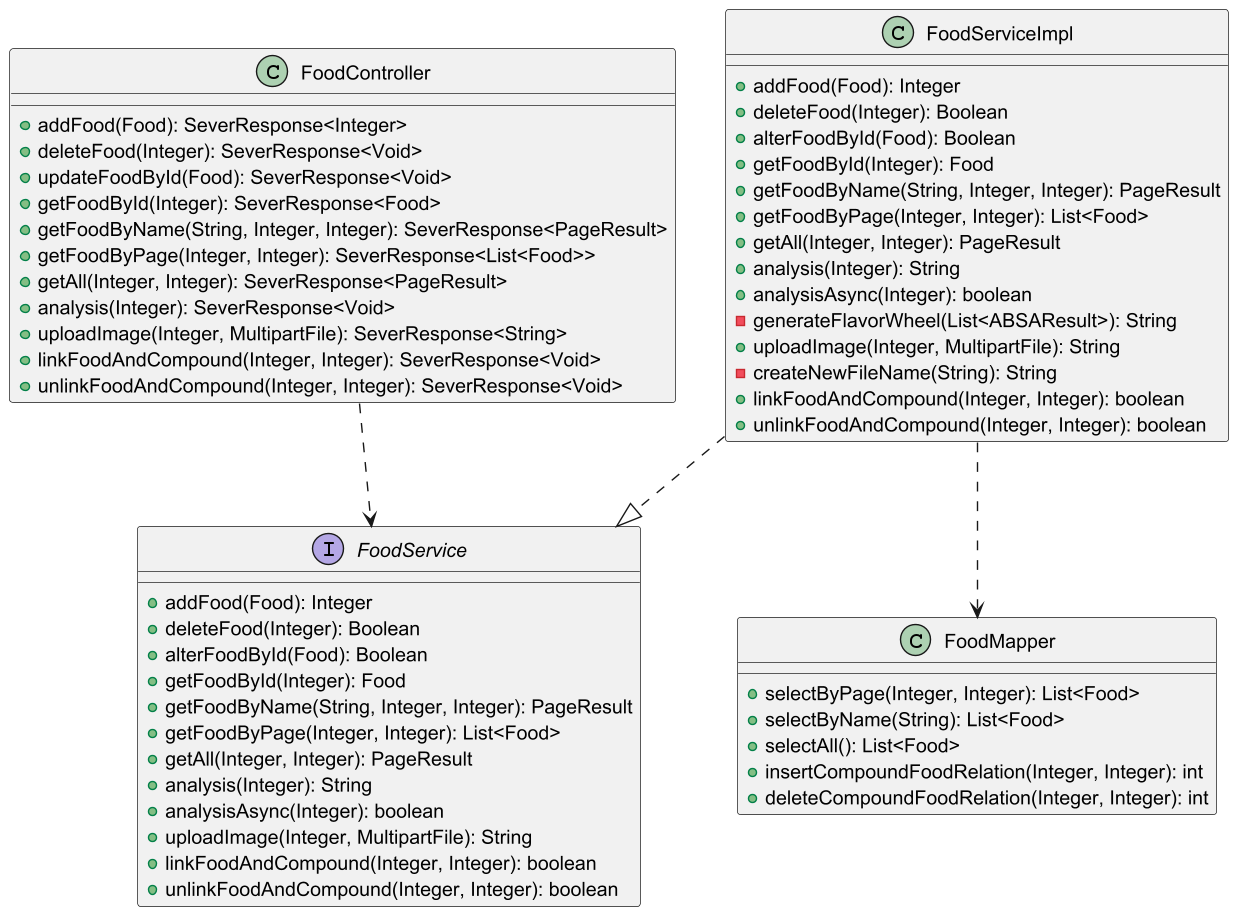 C FoodController
addFood(Food): SeverResponse<Integer>
deleteFood(Integer): SeverResponse<Void>
updateFoodById(Food): SeverResponse<Void>
getFoodById(Integer): SeverResponse<Food>
getFoodByName(String, Integer, Integer): SeverResponse<PageResult>
getFoodByPage(Integer, Integer): SeverResponse<List<Food>>
getAll(Integer, Integer): SeverResponse<PageResult>
analysis(Integer): SeverResponse<Void>
uploadImage(Integer, MultipartFile): SeverResponse<String>
linkFoodAndCompound(Integer, Integer): SeverResponse<Void>
unlinkFoodAndCompound(Integer, Integer): SeverResponse<Void>
C FoodServiceImpl
addFood(Food): Integer
deleteFood(Integer): Boolean
alterFoodById(Food): Boolean
getFoodById(Integer): Food
getFoodByName(String, Integer, Integer): PageResult
getFoodByPage(Integer, Integer): List<Food>
getAll(Integer, Integer): PageResult
analysis(Integer): String
analysisAsync(Integer): boolean
generateFlavorWheel(List<ABSAResult>): String
uploadImage(Integer, MultipartFile): String
createNewFileName(String): String
linkFoodAndCompound(Integer, Integer): boolean
unlinkFoodAndCompound(Integer, Integer): boolean
I FoodService
addFood(Food): Integer
deleteFood(Integer): Boolean
alterFoodById(Food): Boolean
getFoodById(Integer): Food
getFoodByName(String, Integer, Integer): PageResult
getFoodByPage(Integer, Integer): List<Food>
getAll(Integer, Integer): PageResult
analysis(Integer): String
analysisAsync(Integer): boolean
uploadImage(Integer, MultipartFile): String
linkFoodAndCompound(Integer, Integer): boolean
unlinkFoodAndCompound(Integer, Integer): boolean
C FoodMapper
selectByPage(Integer, Integer): List<Food>
selectByName(String): List<Food>
selectAll(): List<Food>
insertCompoundFoodRelation(Integer, Integer): int
deleteCompoundFoodRelation(Integer, Integer): int